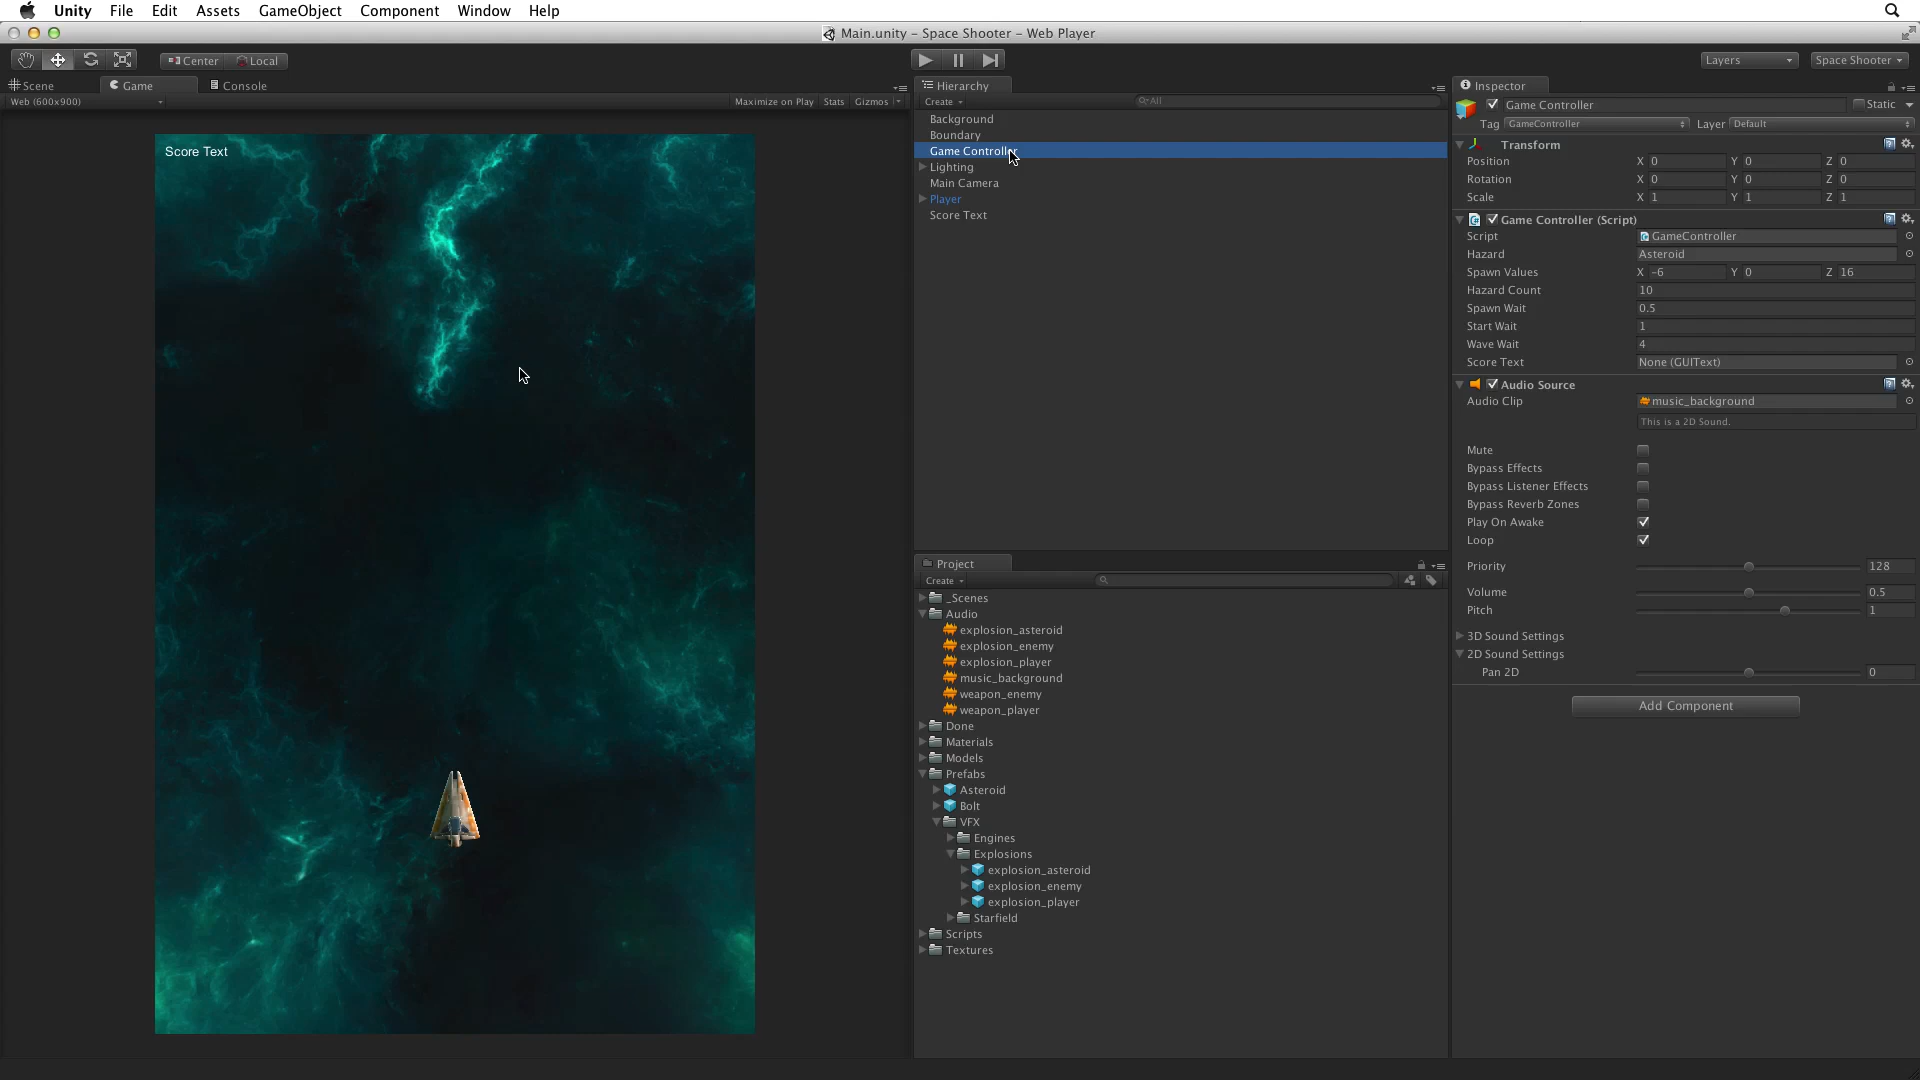 Unity File Edit Assets GameObject Component Window Help
Main.unity – Space Shooter – Web Player
Center Local
Layers
Space Shooter
Scene Game Console
Web (600x900)
Maximize on Play Stats Gizmos
Score Text
Hierarchy
Create
All
Background
Boundary
Game Controller
Lighting
Main Camera
Player
Score Text
Project
Create
_Scenes
Audio
explosion_asteroid
explosion_enemy
explosion_player
music_background
weapon_enemy
weapon_player
Done
Materials
Models
Prefabs
Asteroid
Bolt
VFX
Engines
Explosions
explosion_asteroid
explosion_enemy
explosion_player
Starfield
Scripts
Textures
Inspector
Game Controller Static
Tag GameController Layer Default
Transform
Position X 0 Y 0 Z 0
Rotation X 0 Y 0 Z 0
Scale X 1 Y 1 Z 1
Game Controller (Script)
Script GameController
Hazard Asteroid
Spawn Values X -6 Y 0 Z 16
Hazard Count 10
Spawn Wait 0.5
Start Wait 1
Wave Wait 4
Score Text None (GUIText)
Audio Source
Audio Clip music_background
This is a 2D Sound.
Mute
Bypass Effects
Bypass Listener Effects
Bypass Reverb Zones
Play On Awake
Loop
Priority 128
Volume 0.5
Pitch 1
3D Sound Settings
2D Sound Settings
Pan 2D 0
Add Component